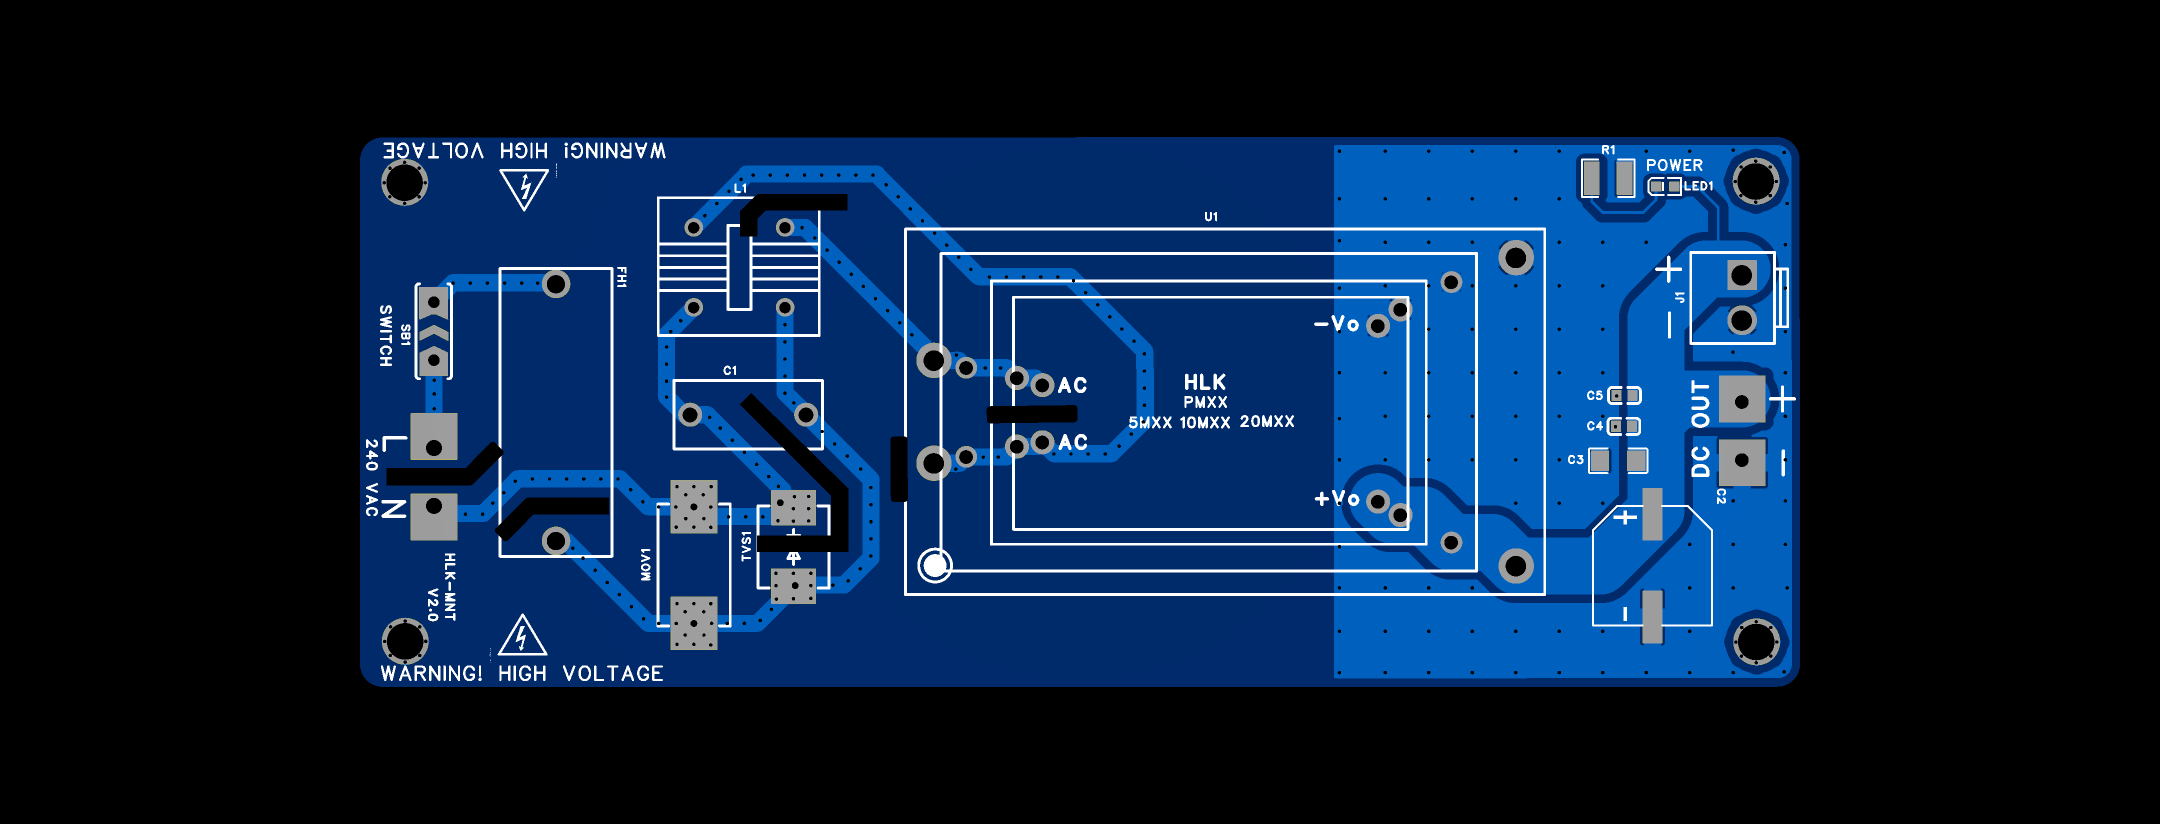 WARNING! HIGH VOLTAGE
L1
R1
POWER
LED1
U1
FH1
SWITCH
SB1
J1
+
-
-Vo
C1
AC
HLK
PMXX
5MXX 10MXX 20MXX
AC
C5
C4
C3
DC OUT
+
-
C2
L
240 VAC
N
+Vo
+
-
MOV1
TVS1
HLK-MNT
V2.0
WARNING! HIGH VOLTAGE